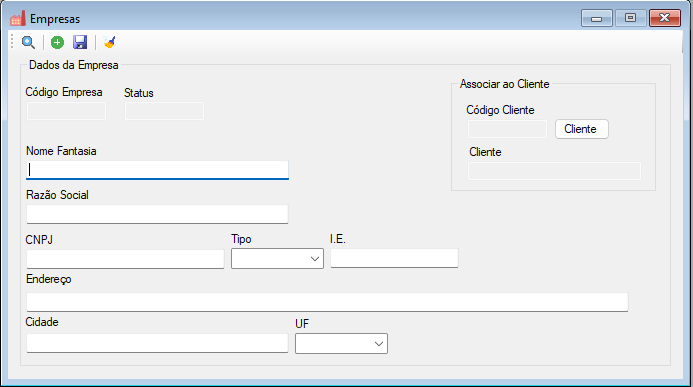 Empresas
Dados da Empresa
Código Empresa
Status
Associar ao Cliente
Código Cliente
Cliente
Cliente
Nome Fantasia
Razão Social
CNPJ
Tipo
I.E.
Endereço
Cidade
UF